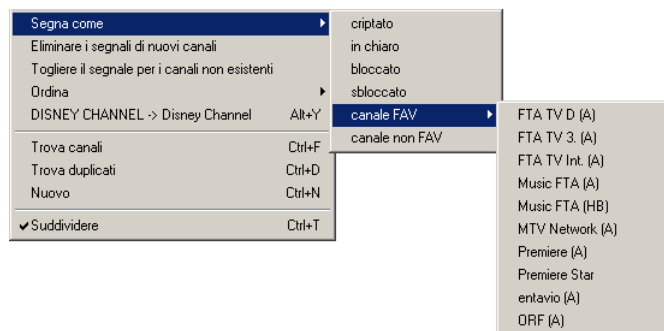 Segna come
Eliminare i segnali di nuovi canali
Togliere il segnale per i canali non esistenti
Ordina
DISNEY CHANNEL -> Disney Channel Alt+Y
Trova canali Ctrl+F
Trova duplicati Ctrl+D
Nuovo Ctrl+N
Suddividere Ctrl+T
criptato
in chiaro
bloccato
sbloccato
canale FAV
canale non FAV
FTA TV D (A)
FTA TV 3. (A)
FTA TV Int. (A)
Music FTA (A)
Music FTA (HB)
MTV Network (A)
Premiere (A)
Premiere Star
entavio (A)
ORF (A)